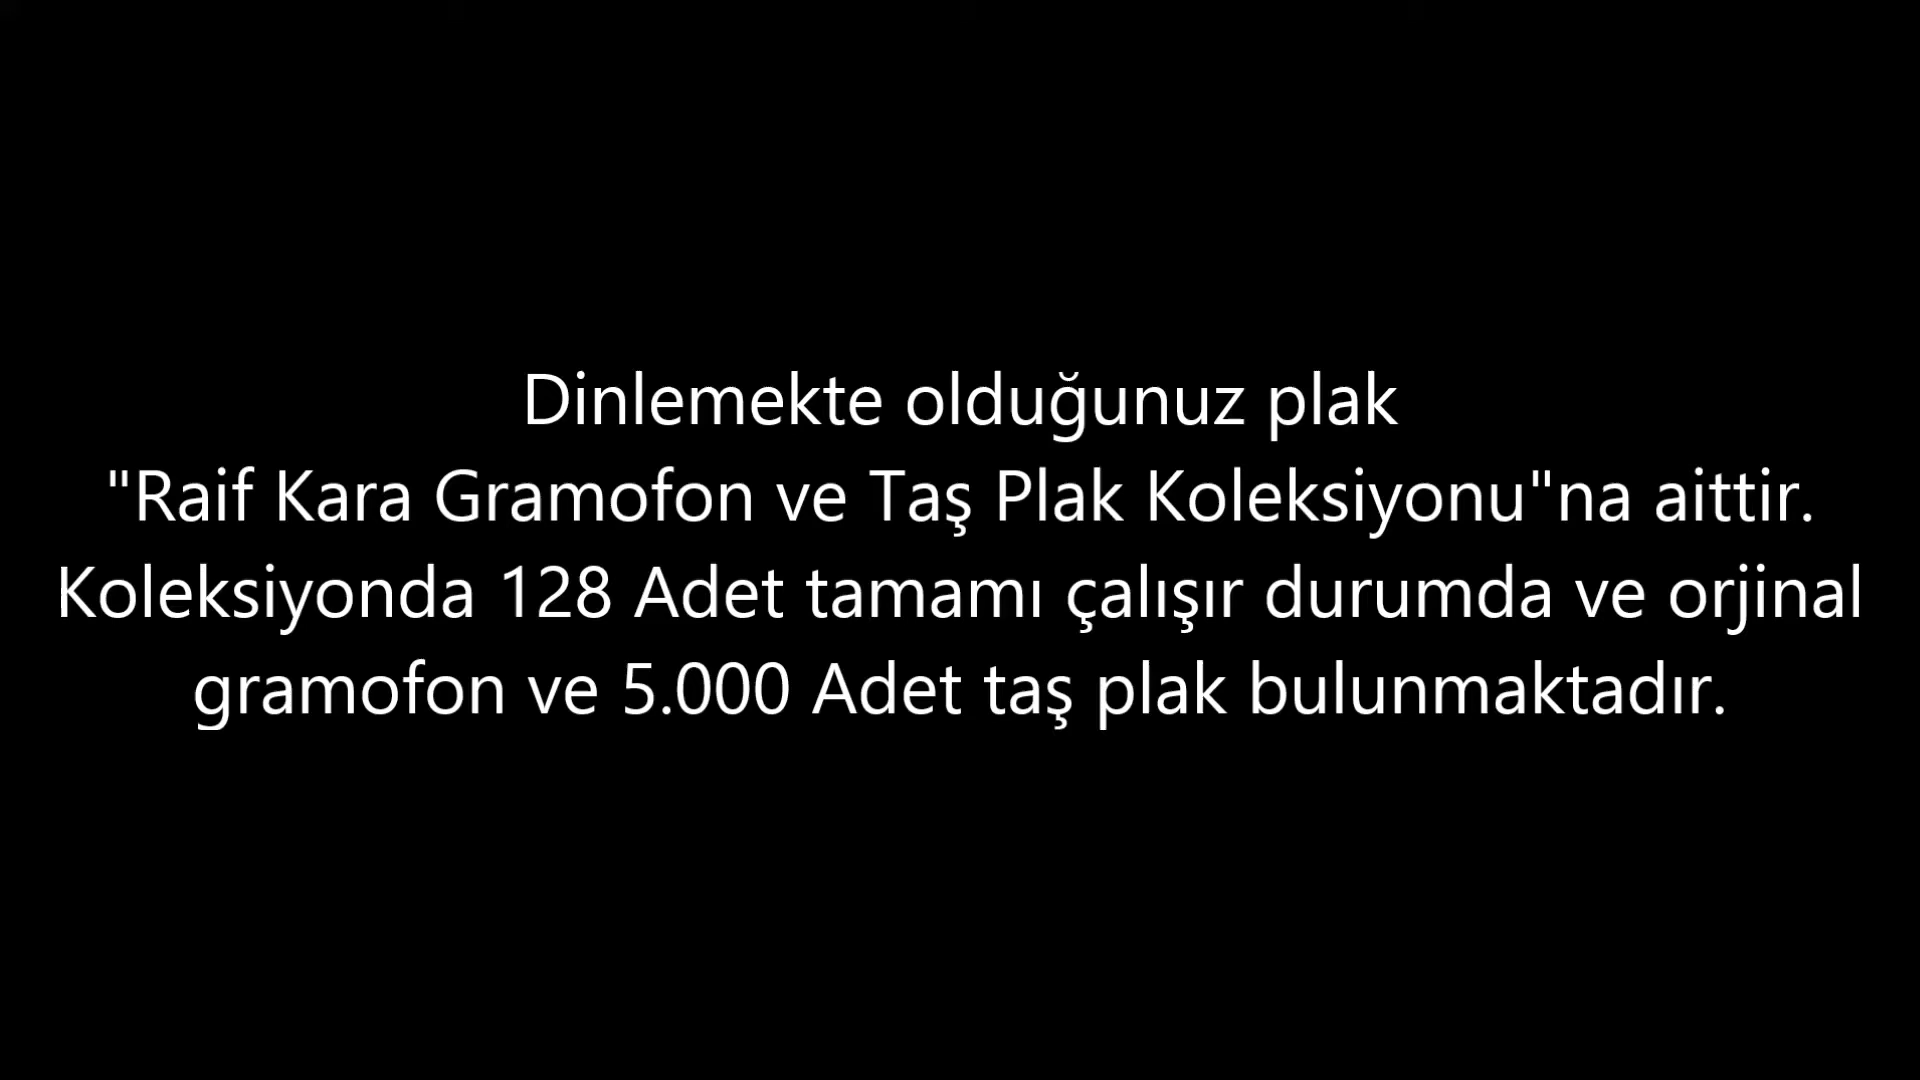 Dinlemekte olduğunuz plak
"Raif Kara Gramofon ve Taş Plak Koleksiyonu"na aittir.
Koleksiyonda 128 Adet tamamı çalışır durumda ve orjinal
gramofon ve 5.000 Adet taş plak bulunmaktadır.